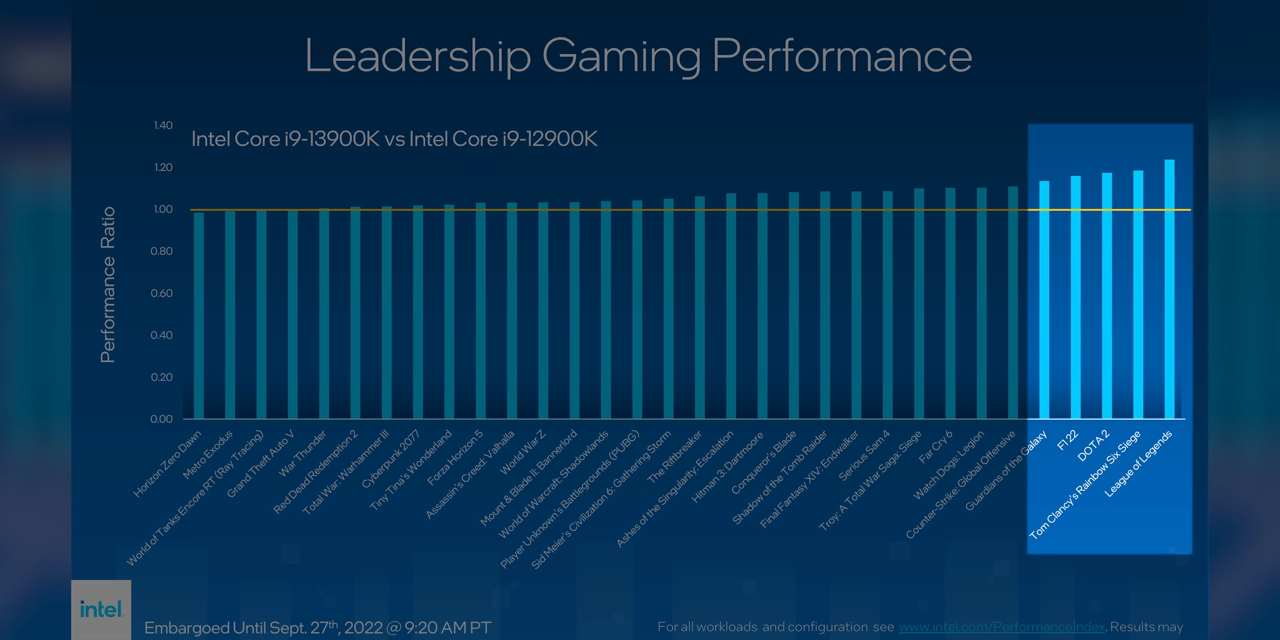 Leadership Gaming Performance
Intel Core i9-13900K vs Intel Core i9-12900K
Performance Ratio
1.40
1.20
1.00
0.80
0.60
0.40
0.20
0.00
Horizon Zero Dawn
Metro Exodus
World of Tanks Encore RT (Ray Tracing)
Grand Theft Auto V
War Thunder
Red Dead Redemption 2
Total War: Warhammer III
Cyberpunk 2077
Tiny Tina's Wonderland
Forza Horizon 5
Assassin's Creed: Valhalla
World War Z
Mount & Blade II: Bannerlord
World of Warcraft: Shadowlands
Player Unknown's Battlegrounds (PUBG)
Sid Meier's Civilization 6: Gathering Storm
The Riftbreaker
Ashes of the Singularity: Escalation
Hitman 3: Dartmoore
Conqueror's Blade
Shadow of the Tomb Raider
Final Fantasy XIV: Endwalker
Serious Sam 4
Troy: A Total War Saga: Siege
Far Cry 6
Watch Dogs: Legion
Counter-Strike: Global Offensive
Guardians of the Galaxy
F1 22
DOTA 2
Tom Clancy's Rainbow Six Siege
League of Legends
intel.
Embargoed Until Sept. 27th, 2022 @ 9:20 AM PT
For all workloads and configuration see www.intel.com/PerformanceIndex. Results may